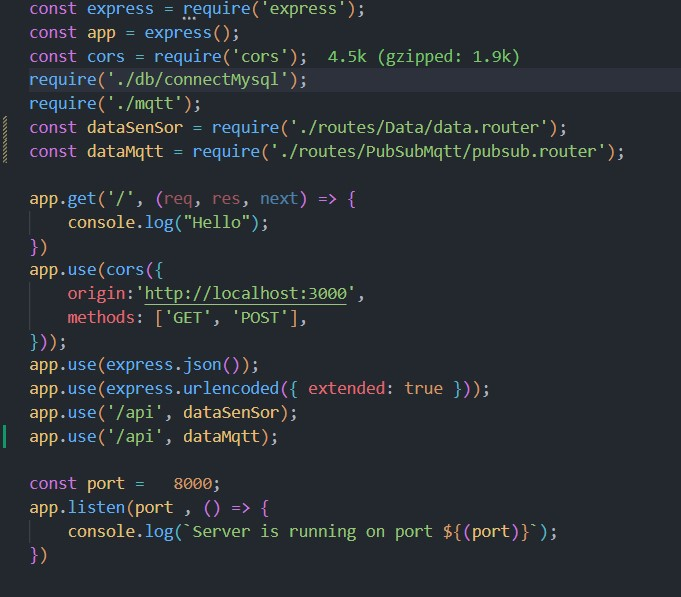 const express = require('express');
const app = express();
const cors = require('cors');  4.5k (gzipped: 1.9k)
require('./db/connectMysql');
require('./mqtt');
const dataSenSor = require('./routes/Data/data.router');
const dataMqtt = require('./routes/PubSubMqtt/pubsub.router');
app.get('/', (req, res, next) => {
    console.log("Hello");
})
app.use(cors({
    origin:'http://localhost:3000',
    methods: ['GET', 'POST'],
}));
app.use(express.json());
app.use(express.urlencoded({ extended: true }));
app.use('/api', dataSenSor);
app.use('/api', dataMqtt);
const port =   8000;
app.listen(port , () => {
    console.log(`Server is running on port ${(port)}`);
})